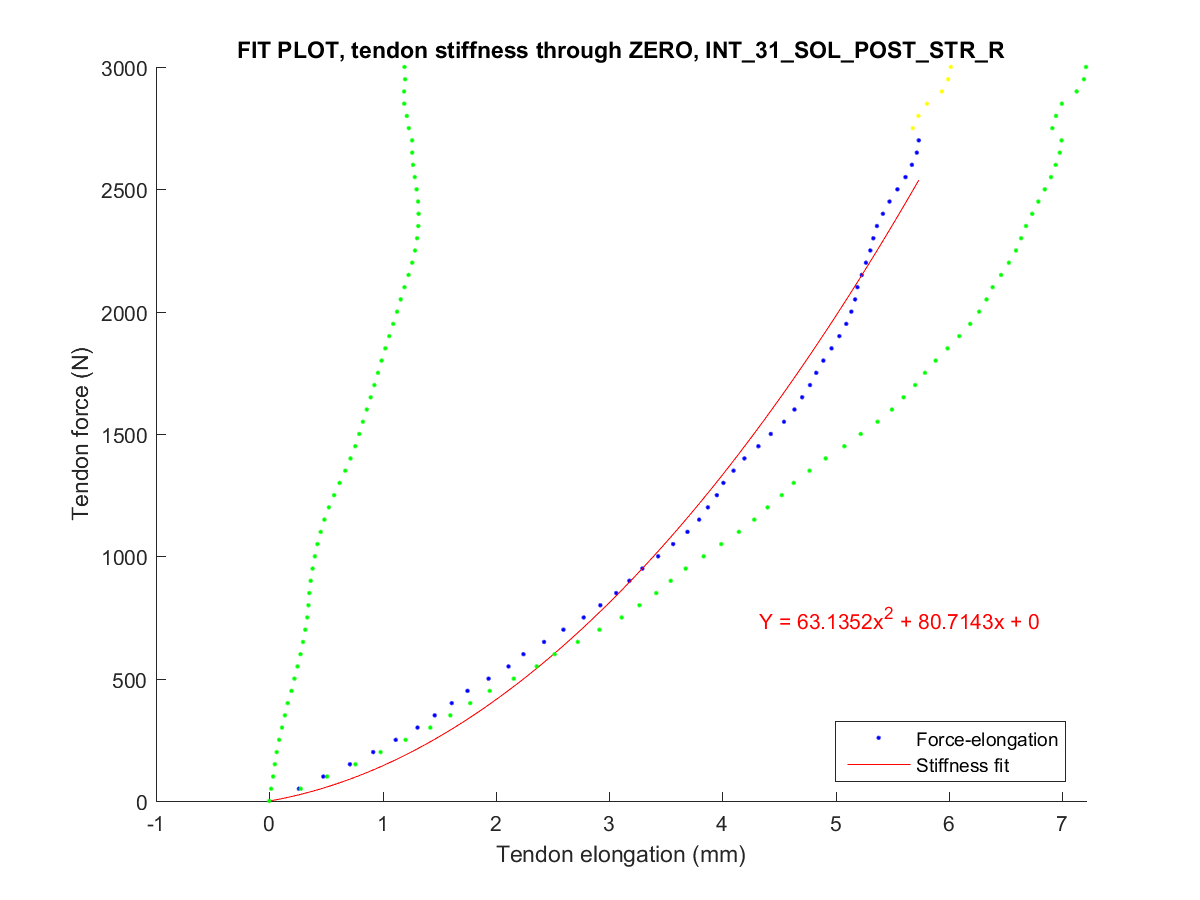 FIT PLOT, tendon stiffness through ZERO, INT_31_SOL_POST_STR_R
3000
2500
2000
1500
1000
500
0
Tendon force (N)
Y = 63.1352x² + 80.7143x + 0
Force-elongation
Stiffness fit
-1 0 1 2 3 4 5 6 7
Tendon elongation (mm)